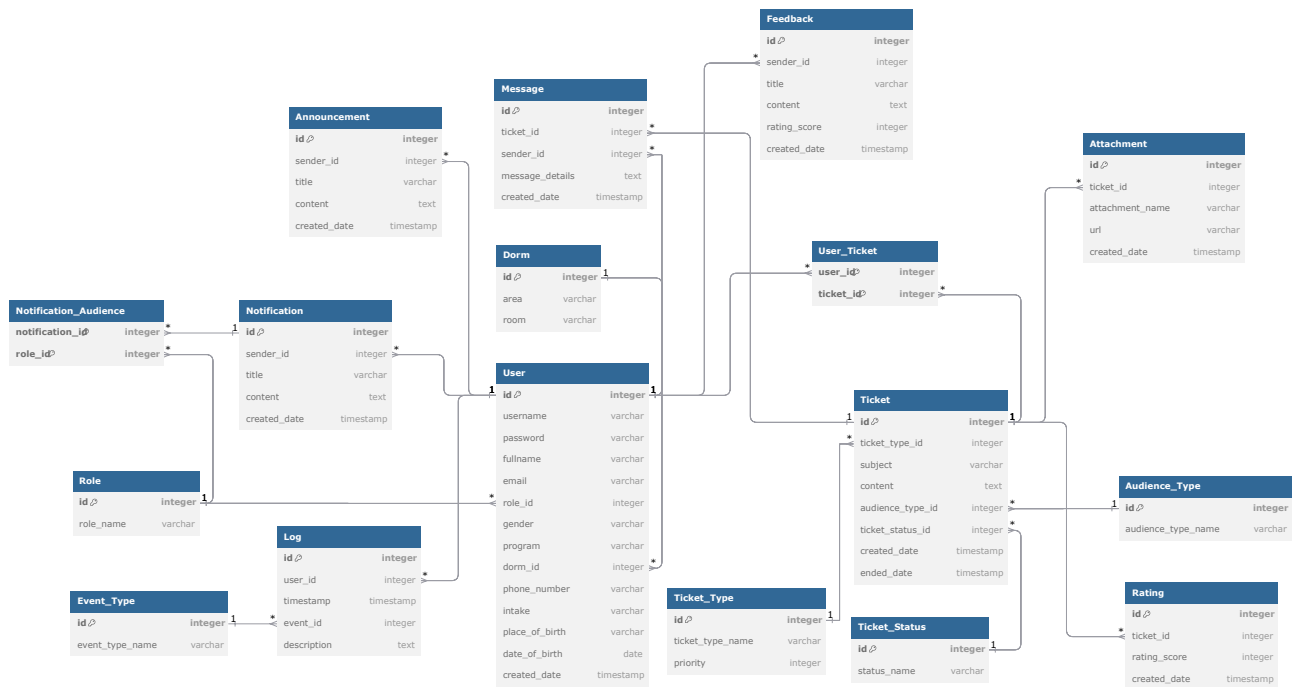 Feedback
id integer
sender_id integer
title varchar
content text
rating_score integer
created_date timestamp
Message
id integer
ticket_id integer
sender_id integer
message_details text
created_date timestamp
Announcement
id integer
sender_id integer
title varchar
content text
created_date timestamp
Attachment
id integer
ticket_id integer
attachment_name varchar
url varchar
created_date timestamp
Dorm
id integer
area varchar
room varchar
User_Ticket
user_id integer
ticket_id integer
Notification_Audience
notification_id integer
role_id integer
Notification
id integer
sender_id integer
title varchar
content text
created_date timestamp
User
id integer
username varchar
password varchar
fullname varchar
email varchar
role_id integer
gender varchar
program varchar
dorm_id integer
phone_number varchar
intake varchar
place_of_birth varchar
date_of_birth date
created_date timestamp
Ticket
id integer
ticket_type_id integer
subject varchar
content text
audience_type_id integer
ticket_status_id integer
created_date timestamp
ended_date timestamp
Role
id integer
role_name varchar
Audience_Type
id integer
audience_type_name varchar
Log
id integer
user_id integer
timestamp timestamp
event_id integer
description text
Event_Type
id integer
event_type_name varchar
Ticket_Type
id integer
ticket_type_name varchar
priority integer
Ticket_Status
id integer
status_name varchar
Rating
id integer
ticket_id integer
rating_score integer
created_date timestamp